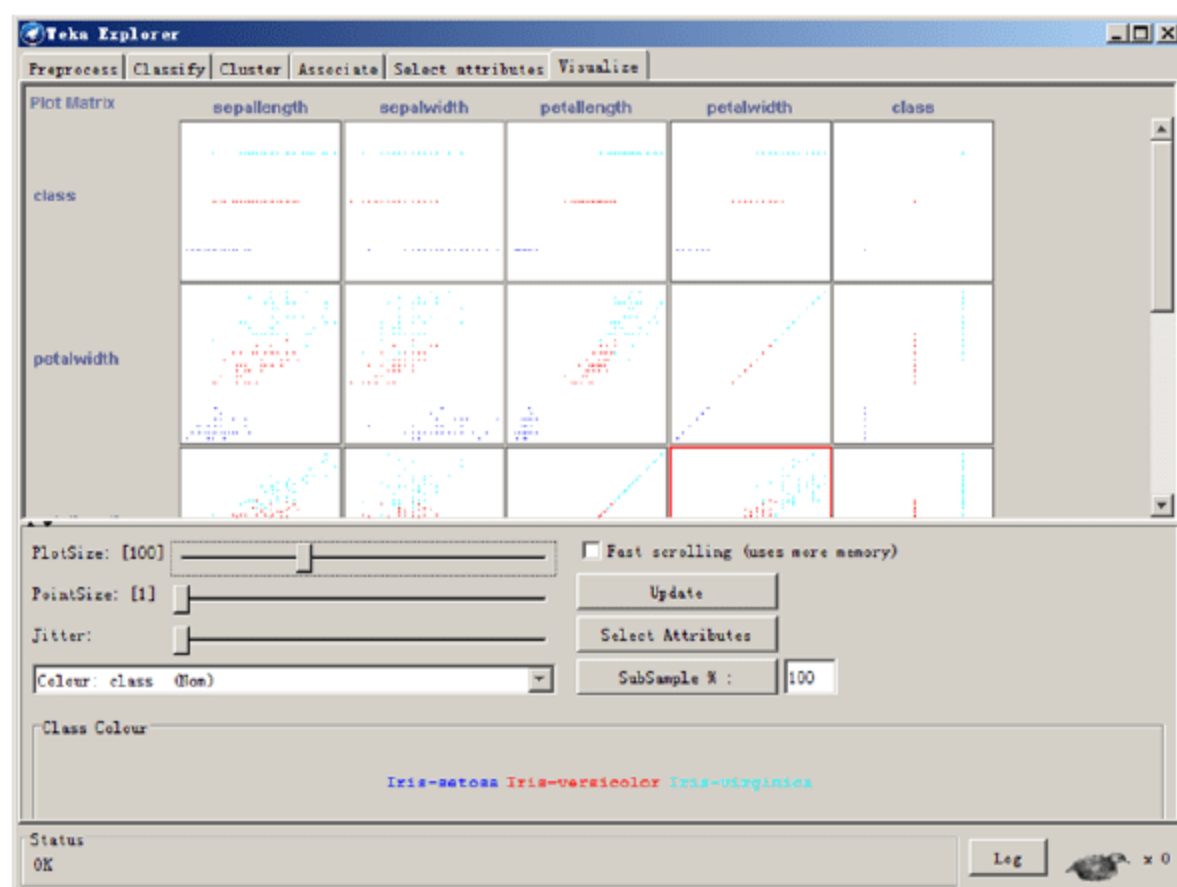 Weka Explorer
Preprocess Classify Cluster Associate Select attributes Visualize
Plot Matrix sepallength sepalwidth petallength petalwidth class
class
petalwidth
PlotSize: [100]
Fast scrolling (uses more memory)
PointSize: [1]
Update
Jitter:
Select Attributes
Colour: class (Nom)
SubSample % : 100
Class Colour
Iris-setosa Iris-versicolor Iris-virginica
Status
OK
Log
x 0